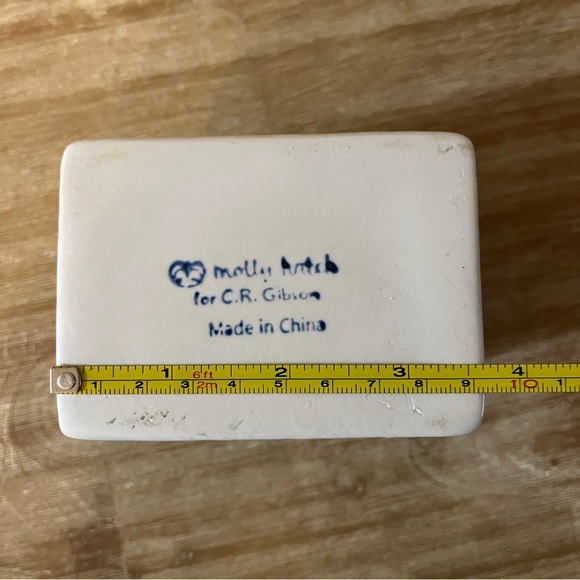 molly hatch
for C.R. Gibson
Made in China
1 6ft 2 3 4
1 2 3 2m 4 5 6 7 8 9 10 1